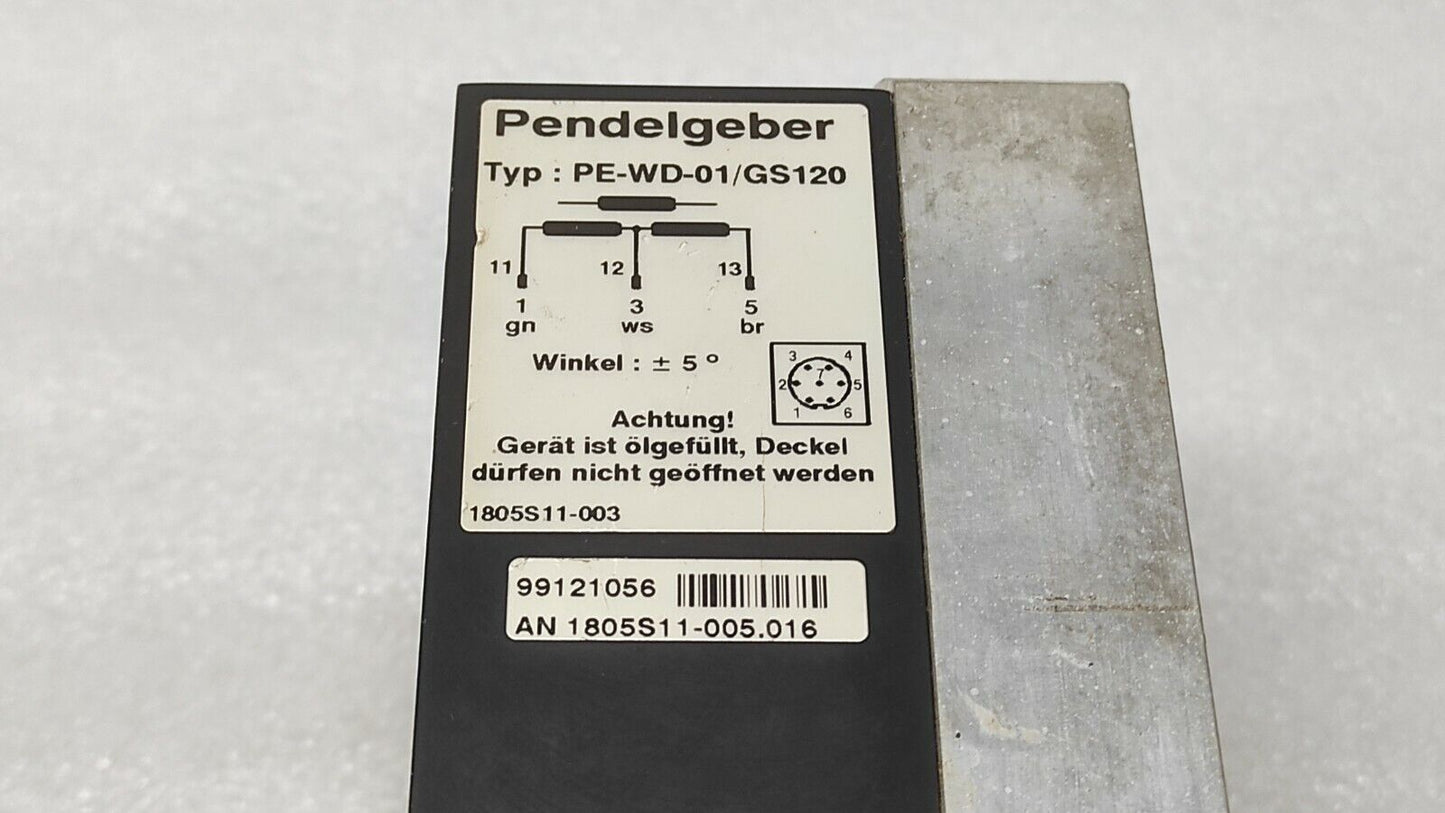 Pendelgeber
Typ : PE-WD-01/GS120
11 12 13
1 3 5
gn ws br
Winkel : ± 5 °
3 4
7
2 5
1 6
Achtung!
Gerät ist ölgefüllt, Deckel
dürfen nicht geöffnet werden
1805S11-003
99121056
AN 1805S11-005.016